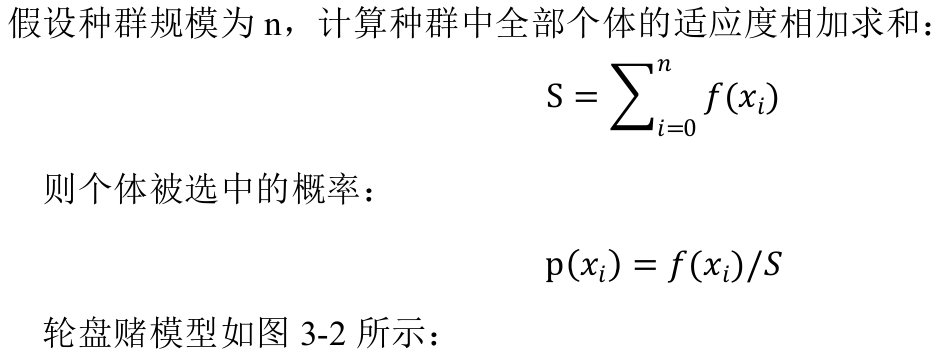 假设种群规模为 n，计算种群中全部个体的适应度相加求和：
S = ∑_{i=0}^{n} f(x_i)
则个体被选中的概率：
p(x_i) = f(x_i)/S
轮盘赌模型如图 3-2 所示：